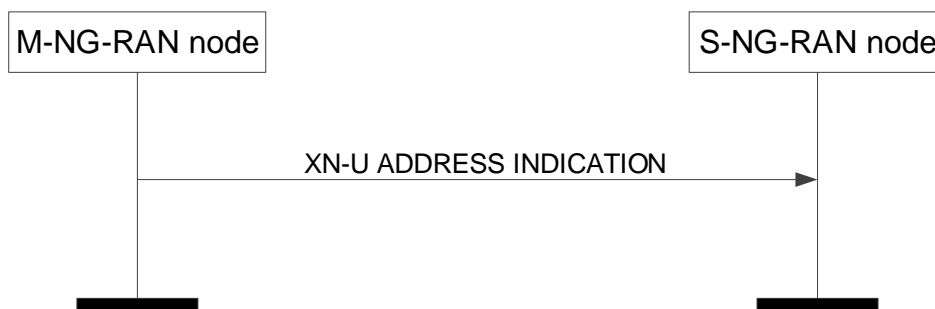 M-NG-RAN node
S-NG-RAN node
XN-U ADDRESS INDICATION